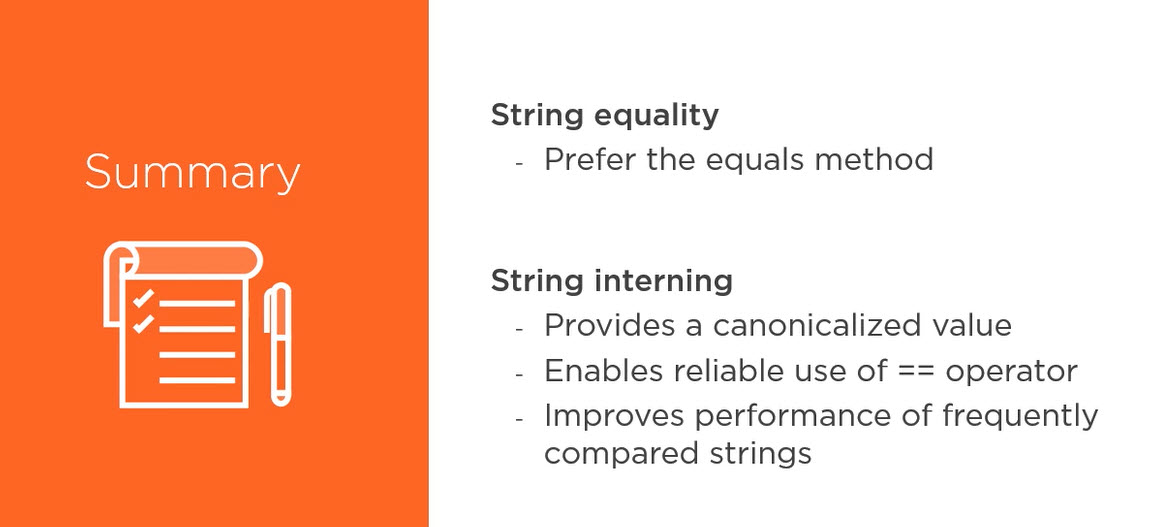 Summary
String equality
- Prefer the equals method
String interning
- Provides a canonicalized value
- Enables reliable use of == operator
- Improves performance of frequently
compared strings